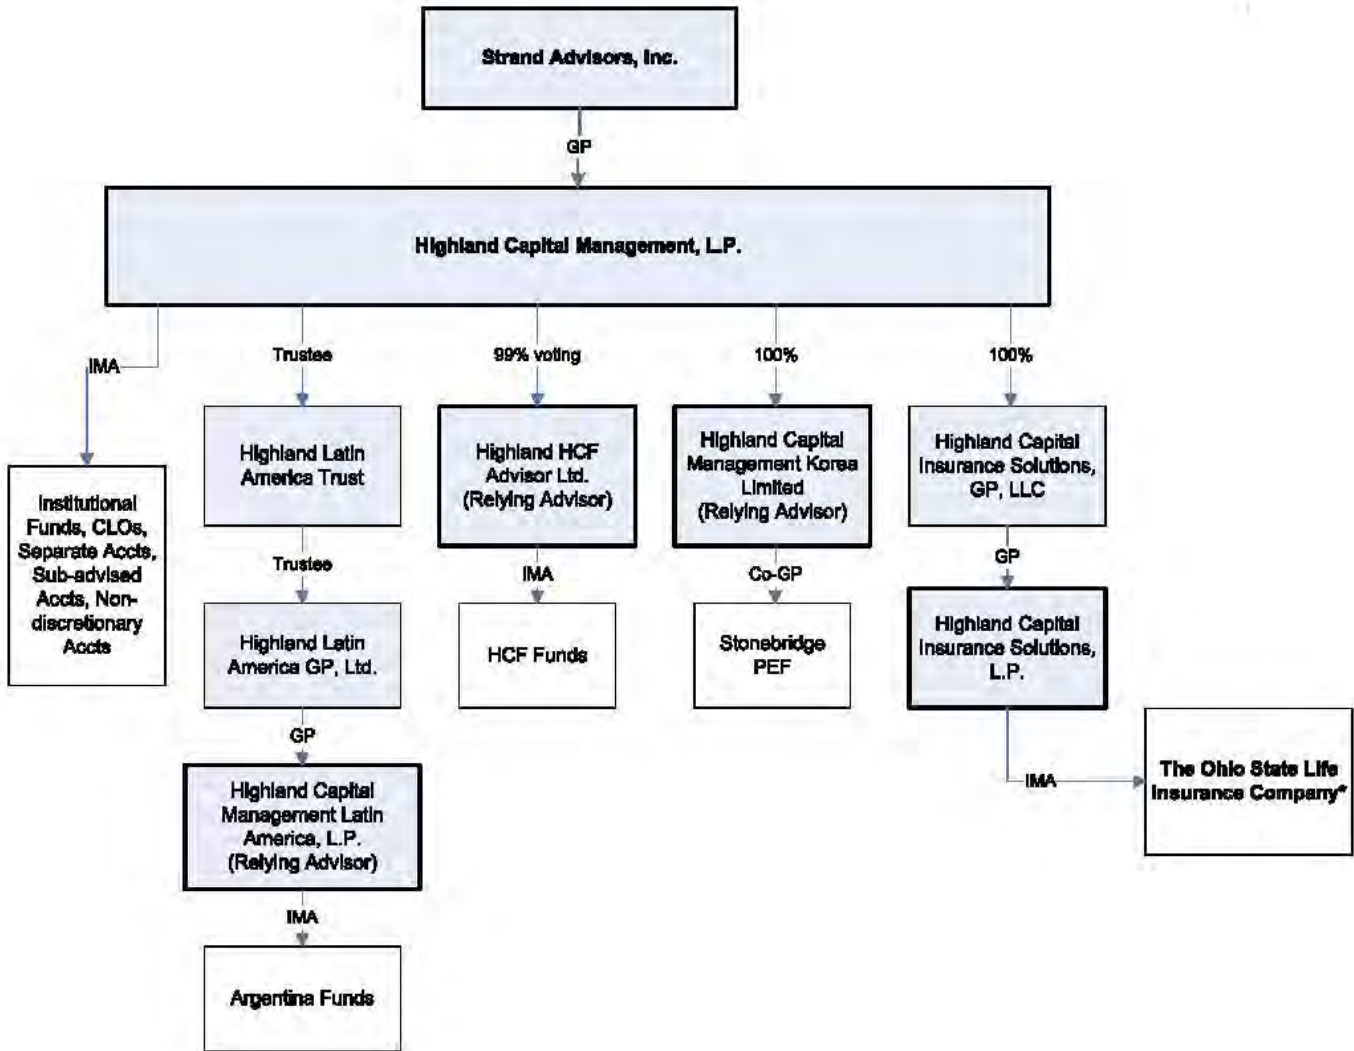 Strand Advisors, Inc.
GP
Highland Capital Management, L.P.
IMA
Trustee
99% voting
100%
100%
Institutional
Funds, CLOs,
Separate Accts,
Sub-advised
Accts, Non-
discretionary
Accts
Highland Latin
America Trust
Highland HCF
Advisor Ltd.
(Relying Advisor)
Highland Capital
Management Korea
Limited
(Relying Advisor)
Highland Capital
Insurance Solutions,
GP, LLC
Trustee
IMA
Co-GP
GP
Highland Latin
America GP, Ltd.
HCF Funds
Stonebridge
PEF
Highland Capital
Insurance Solutions,
L.P.
GP
IMA
The Ohio State Life
Insurance Company*
Highland Capital
Management Latin
America, L.P.
(Relying Advisor)
IMA
Argentina Funds